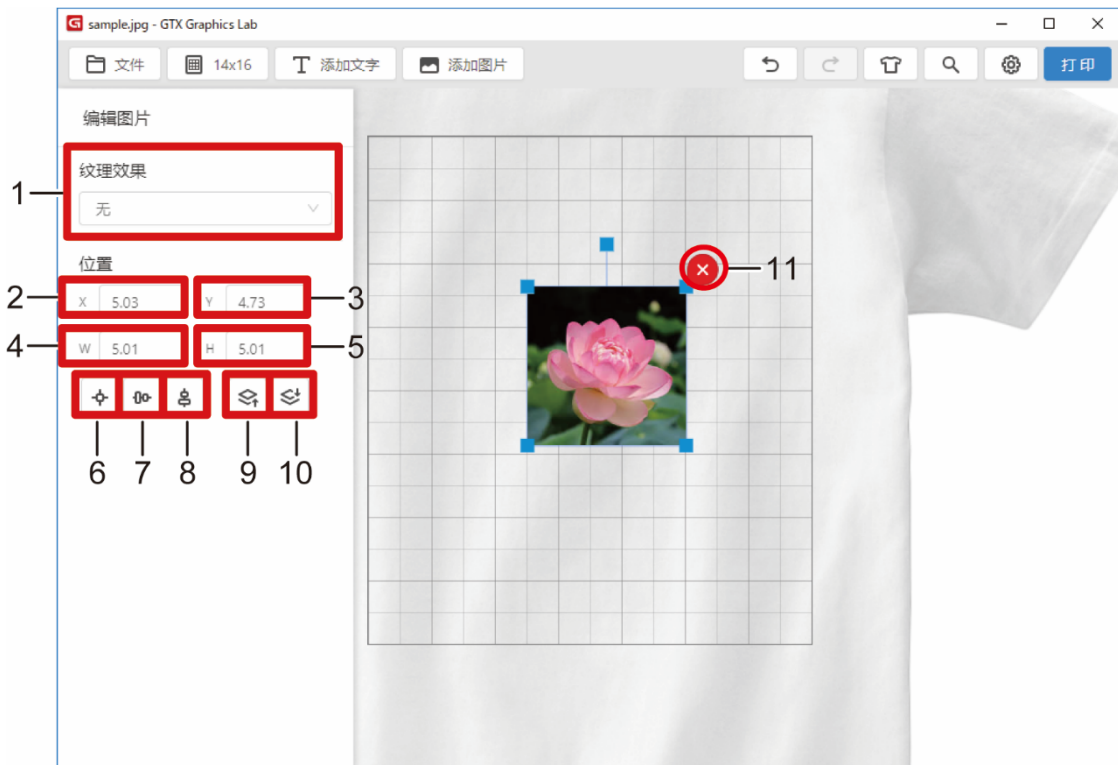 sample.jpg - GTX Graphics Lab
文件 14x16 添加文字 添加图片 打印
编辑图片
纹理效果
1
无
位置
2 X 5.03 Y 4.73 3
4 W 5.01 H 5.01 5
6 7 8 9 10
11